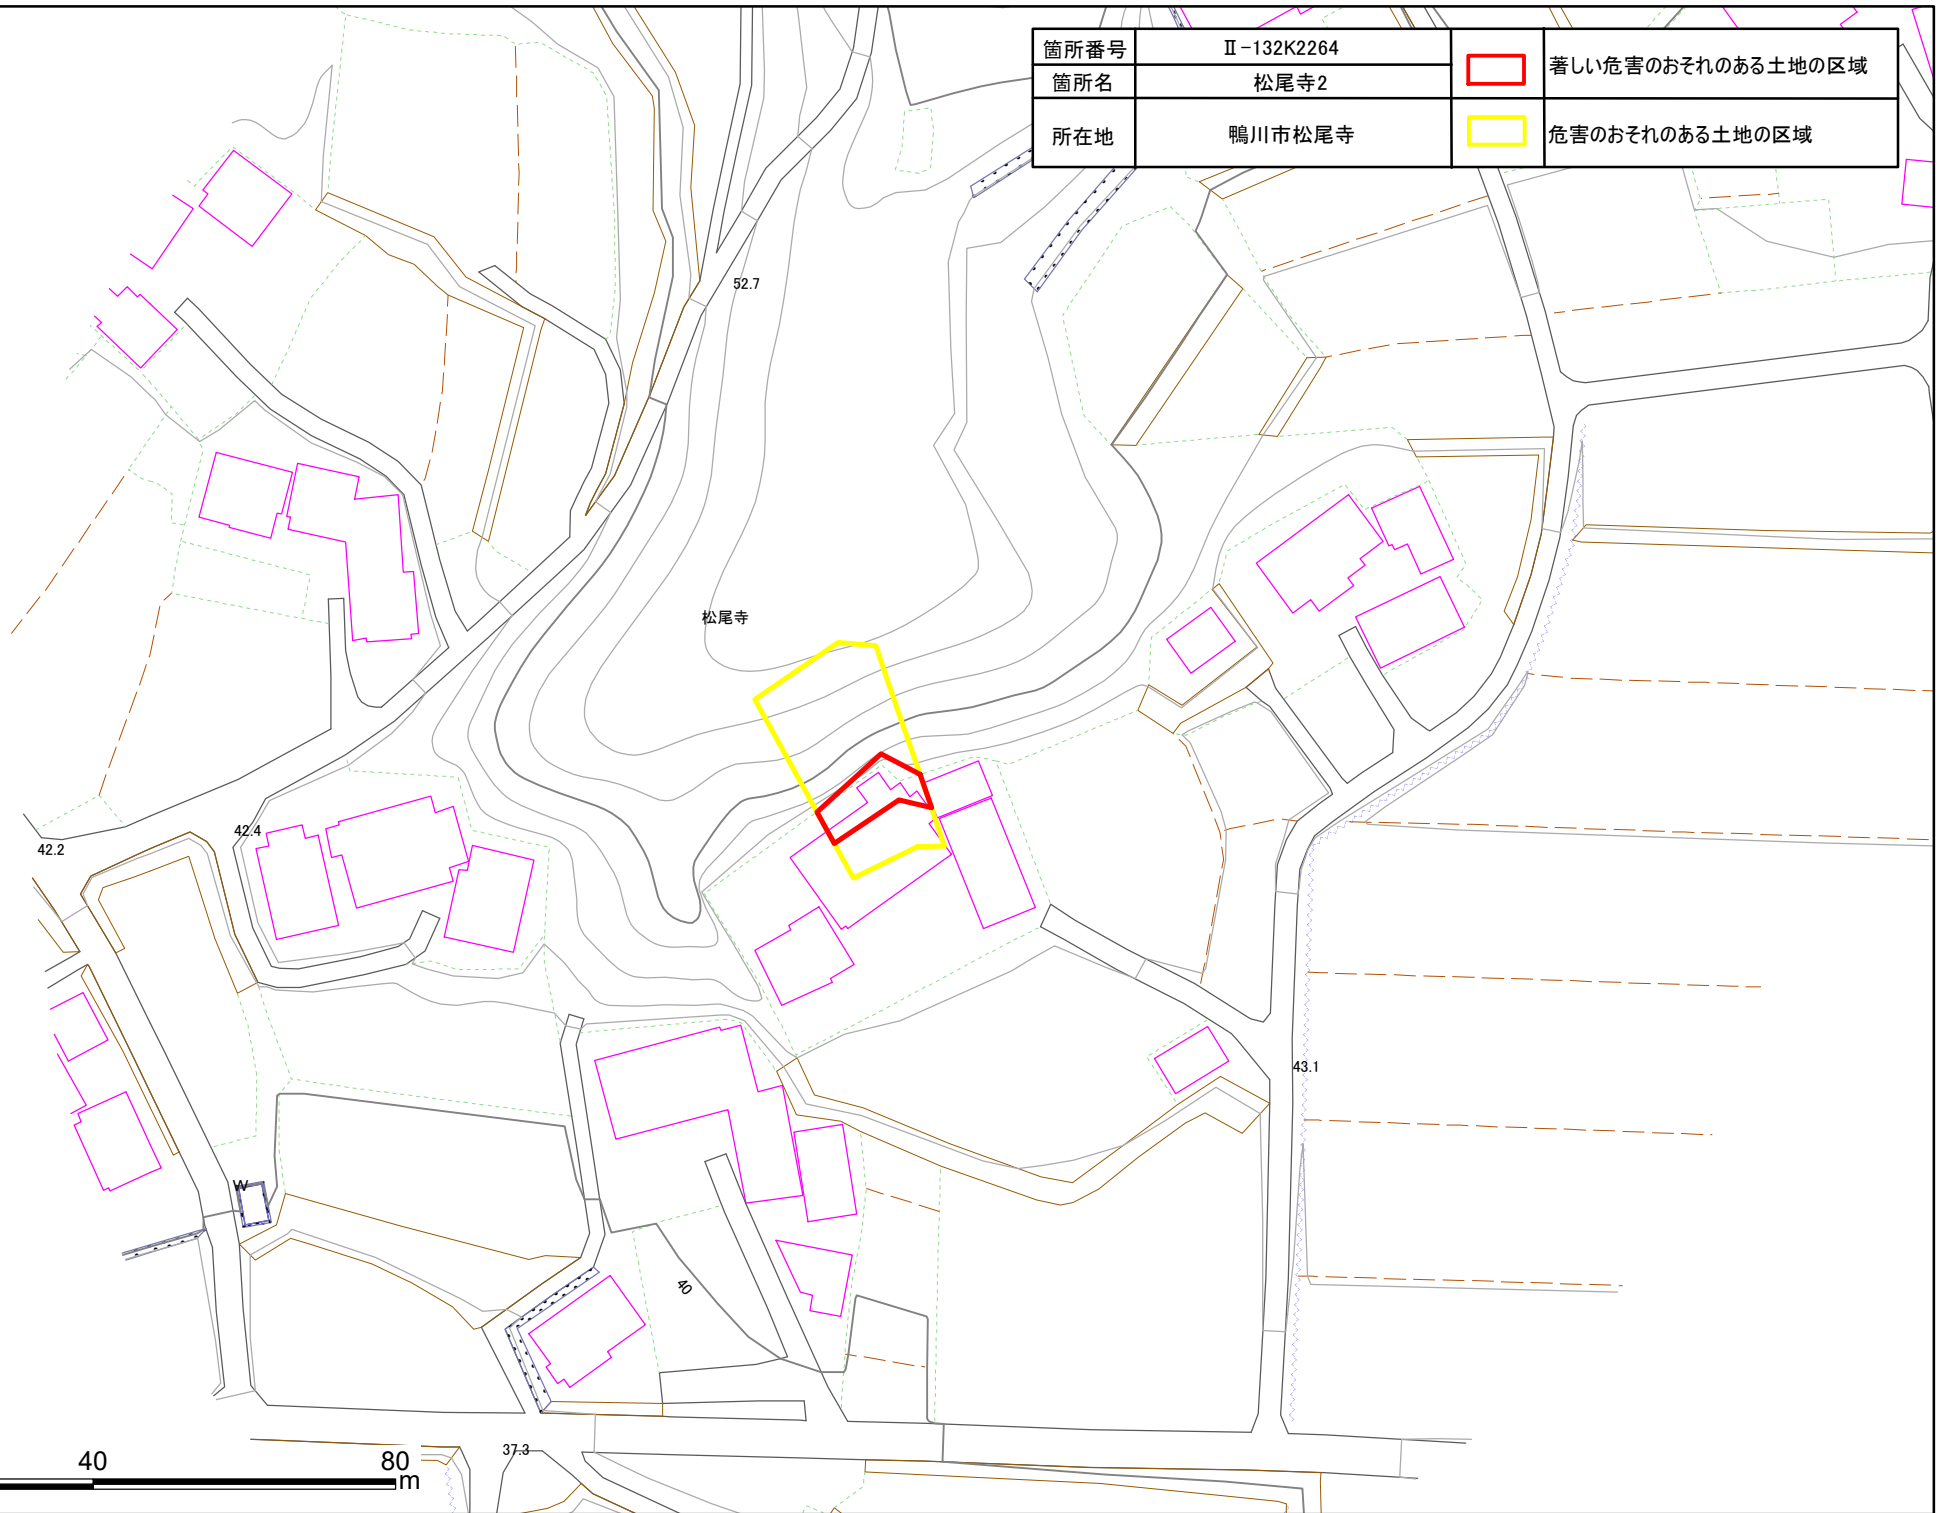 箇所番号 Ⅱ-132K2264 著しい危害のおそれのある土地の区域
箇所名 松尾寺2
所在地 鴨川市松尾寺 危害のおそれのある土地の区域
52.7
松尾寺
42.4
42.2
43.1
W
40
37.3
40 80
m